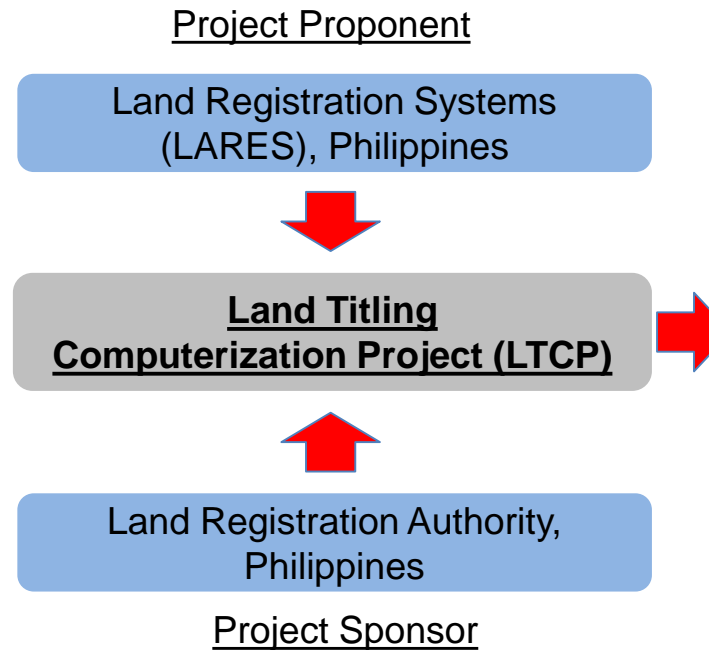 Project Proponent
Land Registration Systems
(LARES), Philippines
Land Titling
Computerization Project (LTCP)
Land Registration Authority,
Philippines
Project Sponsor